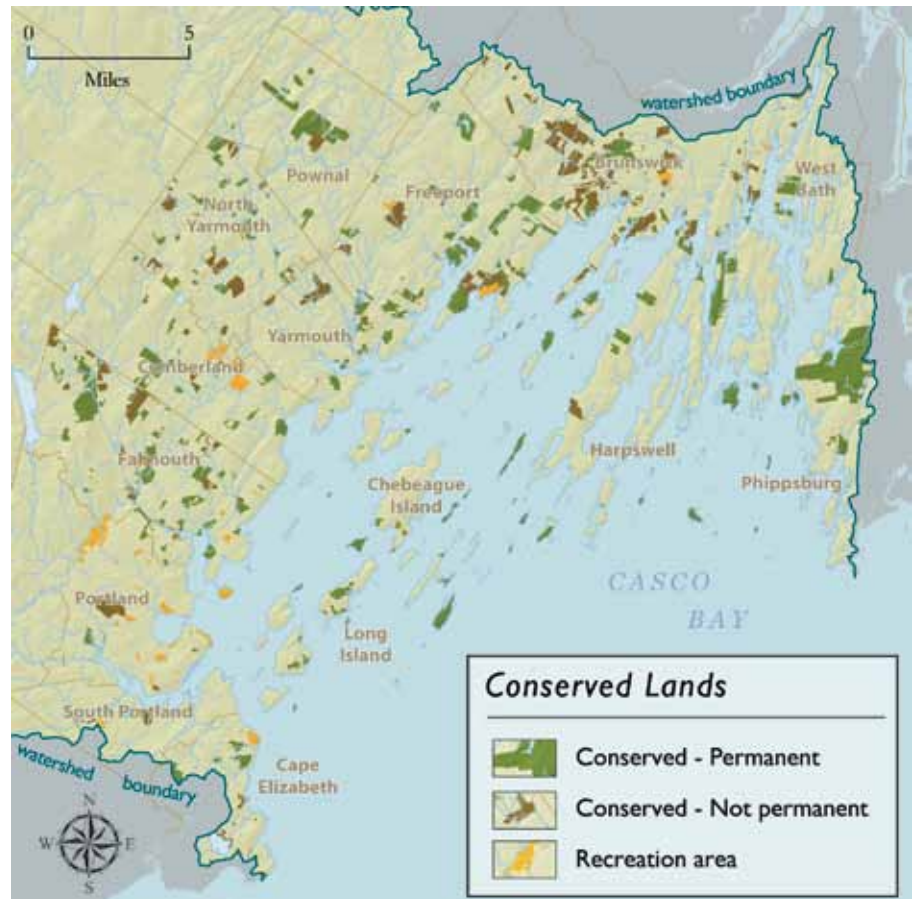 0 5
Miles
watershed boundary
Brunswick
West
Bath
Pownal
Freeport
North
Yarmouth
Yarmouth
Cumberland
Falmouth
Harpswell
Chebeague
Island
Phippsburg
CASCO
BAY
Portland
Long
Island
South Portland
Cape
Elizabeth
watershed boundary
N
W E
S
Conserved Lands
Conserved - Permanent
Conserved - Not permanent
Recreation area